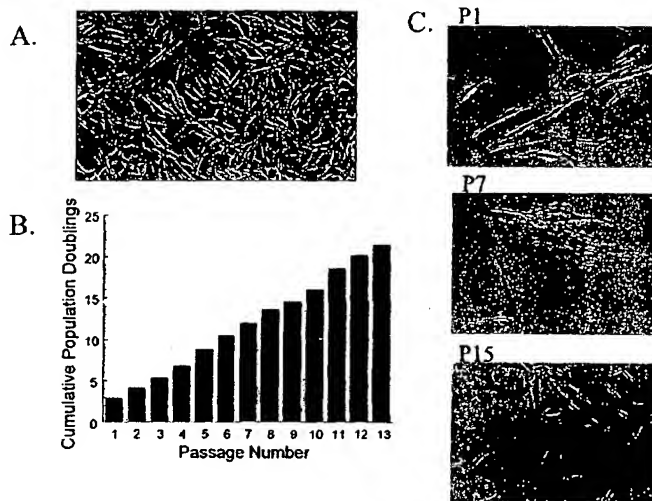 A.
B.
Cumulative Population Doublings
25
20
15
10
5
0
1 2 3 4 5 6 7 8 9 10 11 12 13
Passage Number
C.
P1
P7
P15